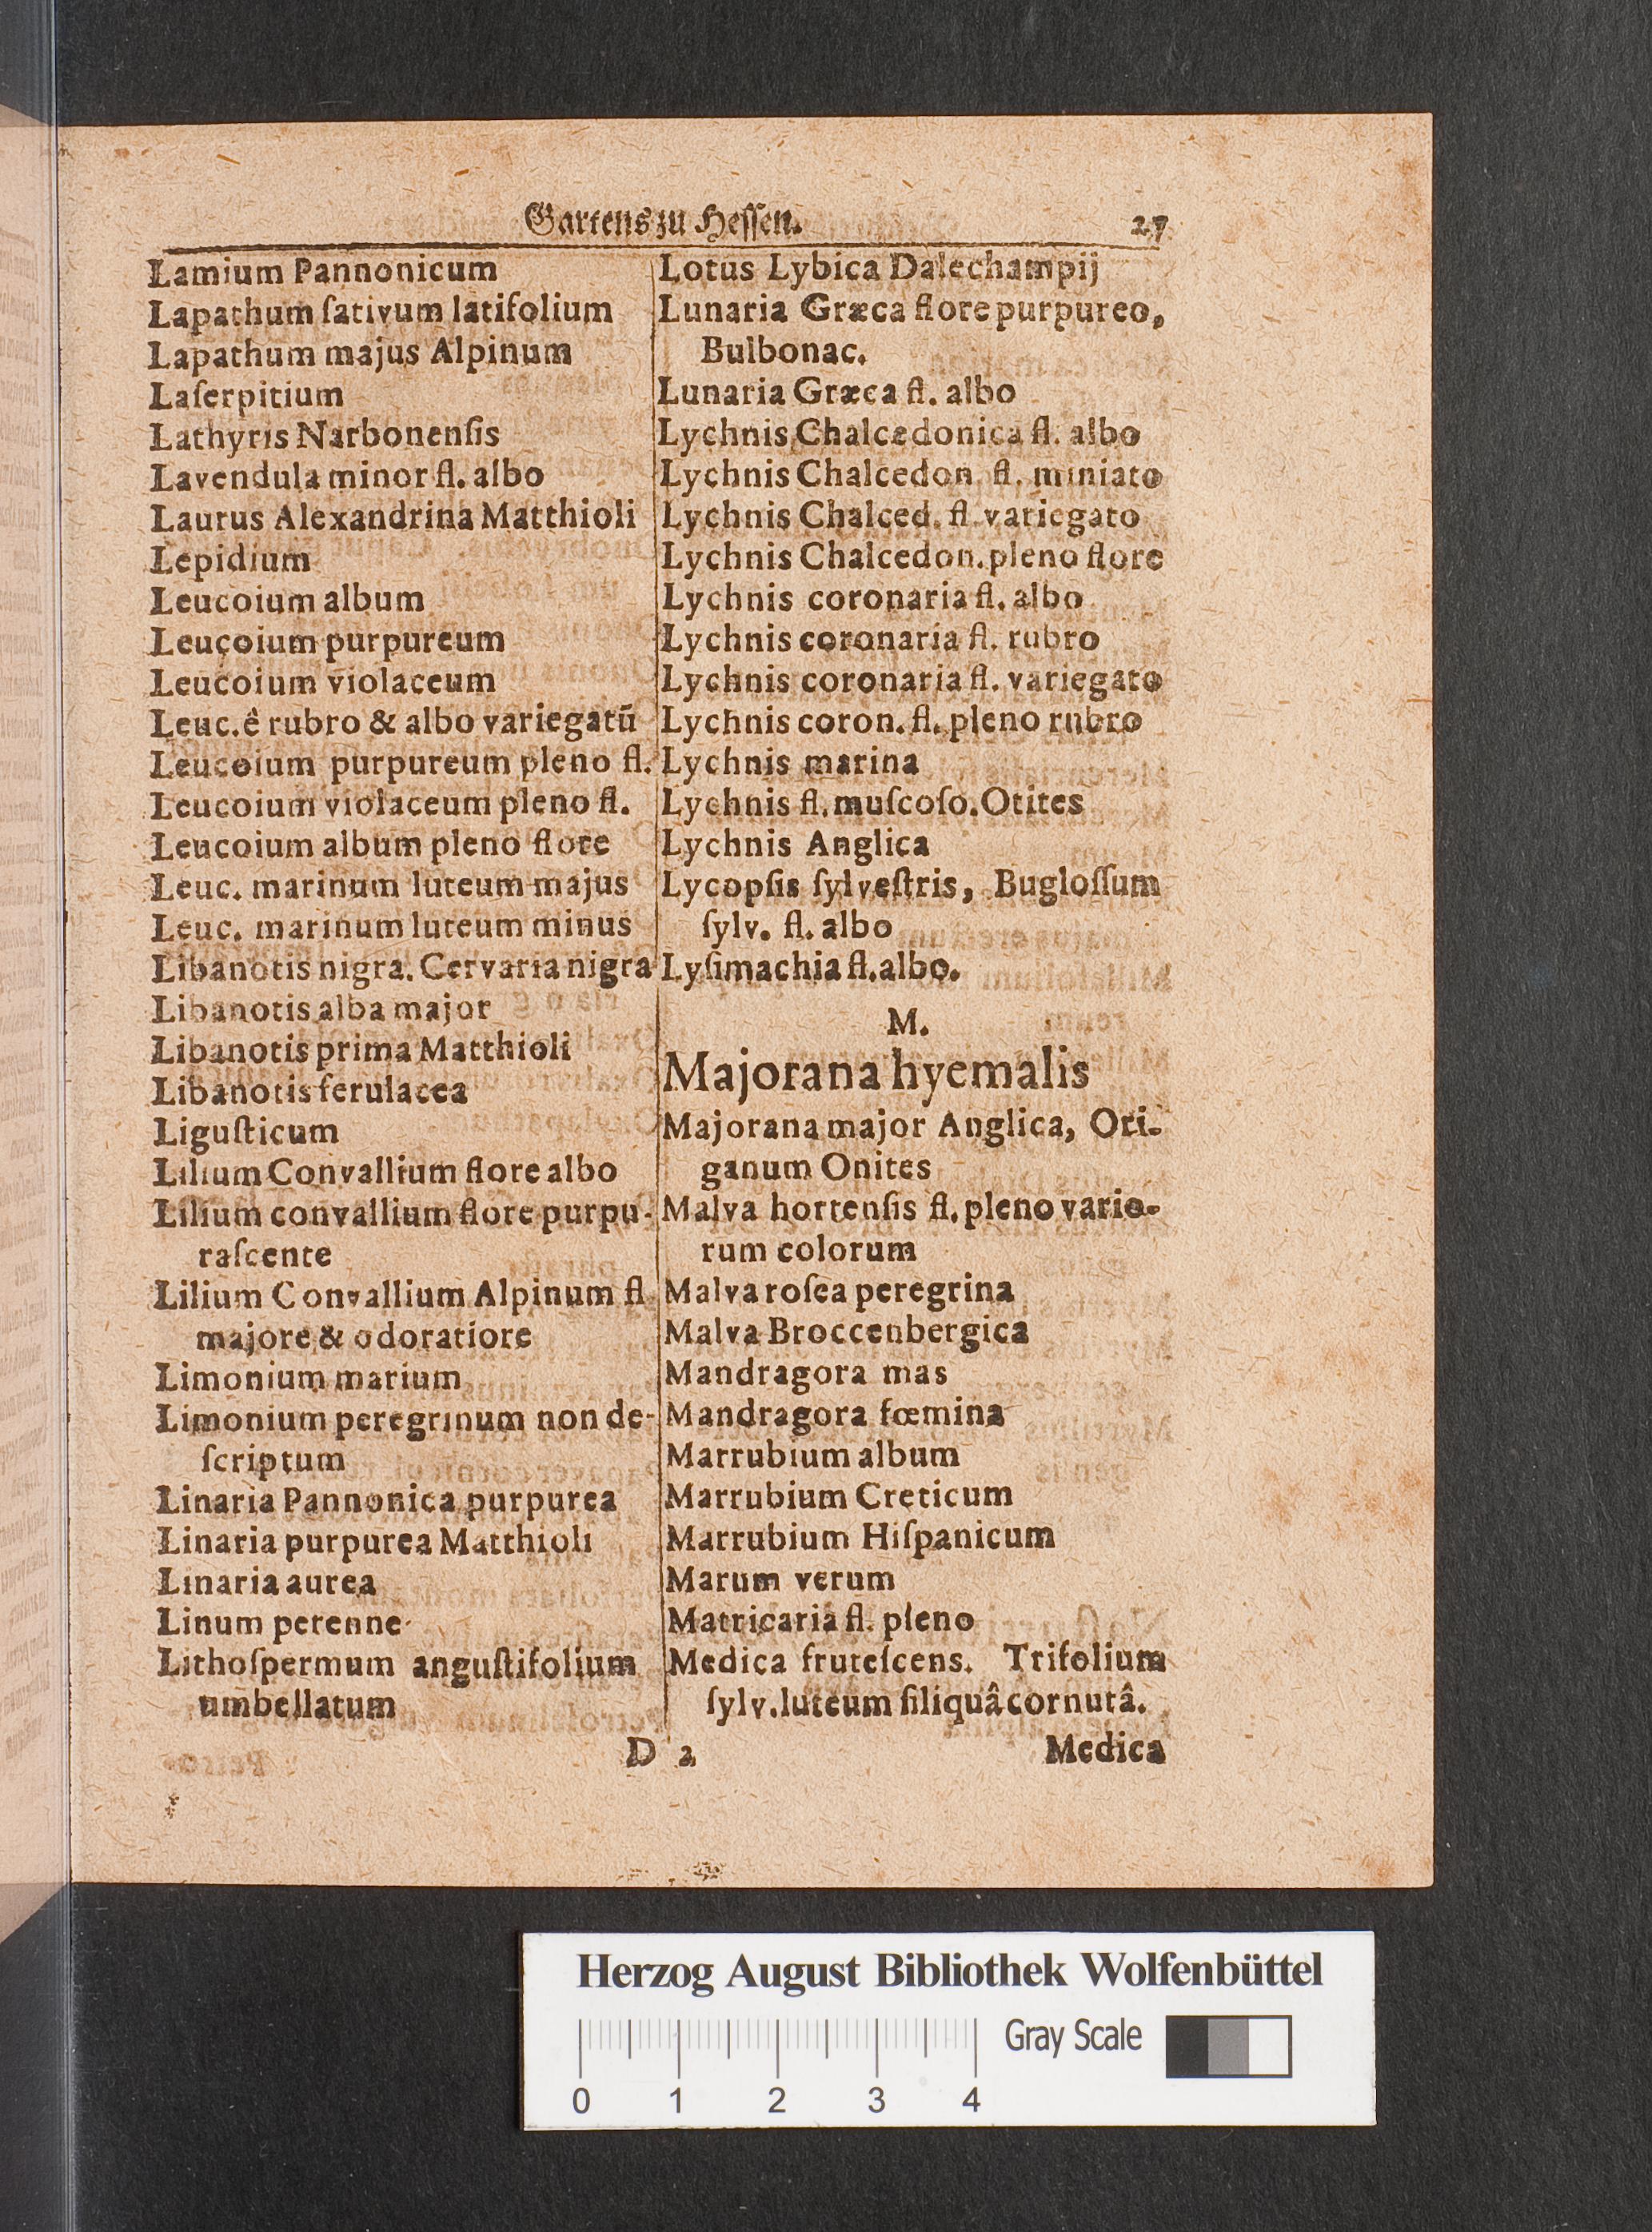 Gartens zu Hessen. 27
Lamium Pannonicum
Lapathum ſativum latifolium
Lapathum majus Alpinum
Laſerpitium
Lathyris Narbonenſis
Lavendula minor fl. albo
Laurus Alexandrina Matthioli
Lepidium
Leucoium album
Leucoium purpureum
Leucoium violaceum
Leuc. ê rubro & albo variegatū
Leucoium purpureum pleno fl.
Leucoium violaceum pleno fl.
Leucoium album pleno flore
Leuc. marinum luteum majus
Leuc. marinum luteum minus
Libanotis nigra. Cervaria nigra
Libanotis alba major
Libanotis prima Matthioli
Libanotis ferulacea
Liguſticum
Lilium Convallium flore albo
Lilium convallium flore purpu-
raſcente
Lilium Convallium Alpinum fl
majore & odoratiore
Limonium marium
Limonium peregrinum non de-
ſcriptum
Linaria Pannonica purpurea
Linaria purpurea Matthioli
Linaria aurea
Linum perenne
Lithoſpermum anguſtifolium
umbellatum
Lotus Lybica Dalechampij
Lunaria Græca flore purpureo,
Bulbonac.
Lunaria Græca fl. albo
Lychnis Chalcedonica fl. albo
Lychnis Chalcedon. fl. miniato
Lychnis Chalced. fl. variegato
Lychnis Chalcedon. pleno flore
Lychnis coronaria fl. albo
Lychnis coronaria fl. rubro
Lychnis coronaria fl. variegato
Lychnis coron. fl. pleno rubro
Lychnis marina
Lychnis fl. muſcoſo. Otites
Lychnis Anglica
Lycopſis ſylveſtris, Bugloſſum
ſylv. fl. albo
Lyſimachia fl. albo.
M.
Majorana hyemalis
Majorana major Anglica, Ori-
ganum Onites
Malva hortenſis fl. pleno vario-
rum colorum
Malva roſea peregrina
Malva Broccenbergica
Mandragora mas
Mandragora fœmina
Marrubium album
Marrubium Creticum
Marrubium Hiſpanicum
Marum verum
Matricaria fl. pleno
Medica fruteſcens. Trifolium
ſylv. luteum ſiliquâ cornutâ.
D 2 Medica
Herzog August Bibliothek Wolfenbüttel
Gray Scale
0 1 2 3 4